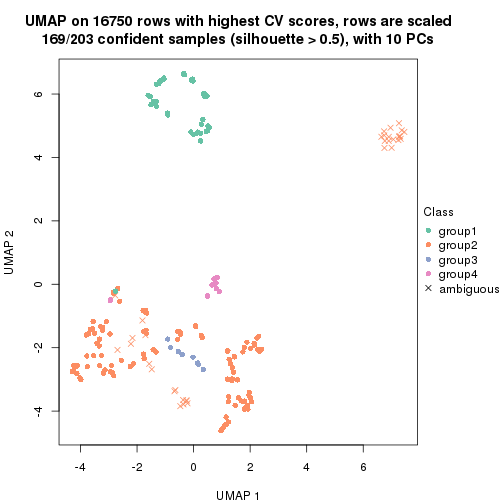 UMAP on 16750 rows with highest CV scores, rows are scaled
169/203 confident samples (silhouette > 0.5), with 10 PCs
6
4
2
0
-2
-4
UMAP 2
-4
-2
0
2
4
6
UMAP 1
Class
group1
group2
group3
group4
ambiguous